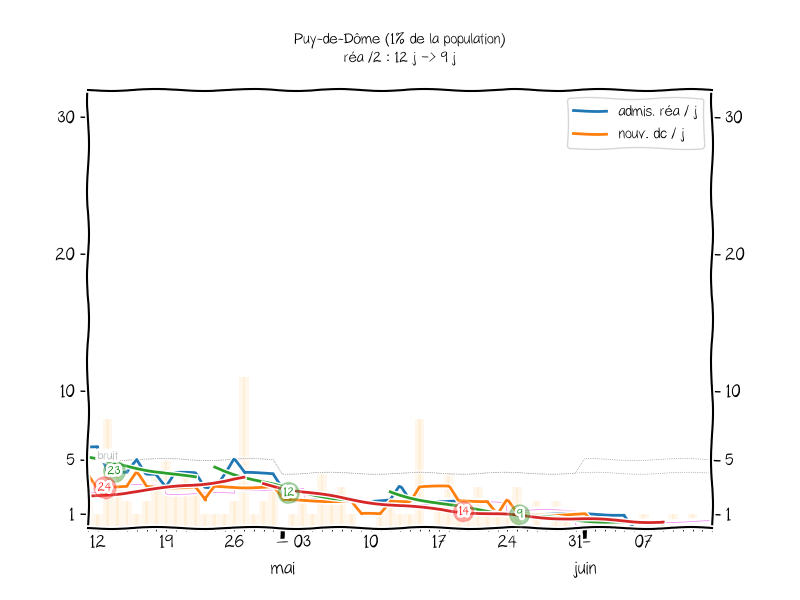 Puy-de-Dôme (1% de la population)
réa /2 : 12 j -> 9 j
admis. réa / j
nouv. dc / j
30
30
20
20
10
10
5
5
1
1
bruit
23
24
12
14
9
12 19 26 03 10 17 24 31 07
mai juin